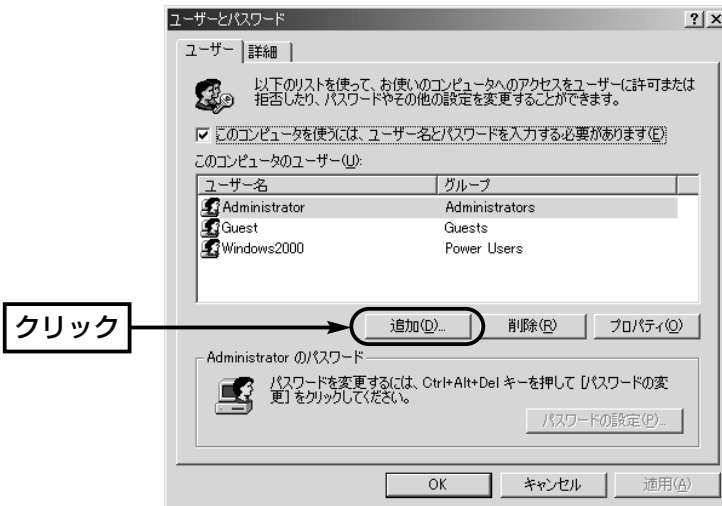 ユーザーとパスワード
ユーザー 詳細
以下のリストを使って、お使いのコンピュータへのアクセスをユーザーに許可または
拒否したり、パスワードやその他の設定を変更することができます。
このコンピュータを使うには、ユーザー名とパスワードを入力する必要があります(E)
このコンピュータのユーザー(U):
ユーザー名 グループ
Administrator Administrators
Guest Guests
Windows2000 Power Users
クリック
追加(D)... 削除(R) プロパティ(O)
Administrator のパスワード
パスワードを変更するには、Ctrl+Alt+Del キーを押して [パスワードの変
更] をクリックしてください。
パスワードの設定(P)...
OK キャンセル 適用(A)